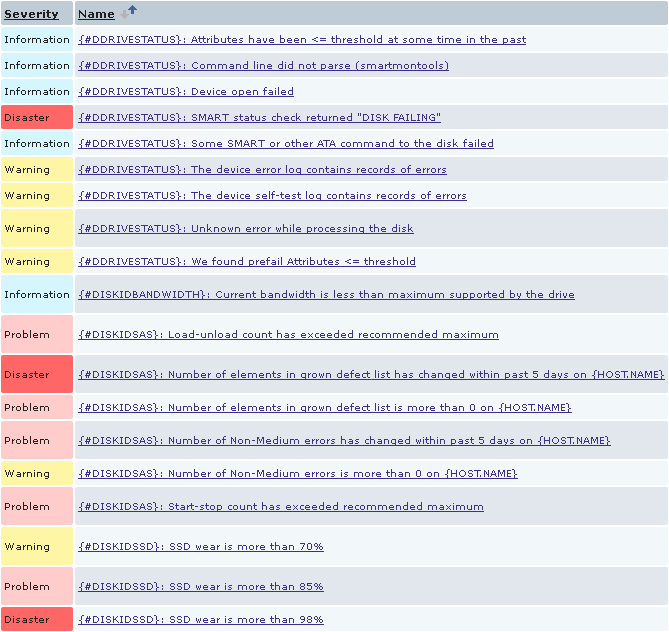 Severity Name
Information {#DDRIVESTATUS}: Attributes have been <= threshold at some time in the past
Information {#DDRIVESTATUS}: Command line did not parse (smartmontools)
Information {#DDRIVESTATUS}: Device open failed
Disaster {#DDRIVESTATUS}: SMART status check returned "DISK FAILING"
Information {#DDRIVESTATUS}: Some SMART or other ATA command to the disk failed
Warning {#DDRIVESTATUS}: The device error log contains records of errors
Warning {#DDRIVESTATUS}: The device self-test log contains records of errors
Warning {#DDRIVESTATUS}: Unknown error while processing the disk
Warning {#DDRIVESTATUS}: We found prefail Attributes <= threshold
Information {#DISKIDBANDWIDTH}: Current bandwidth is less than maximum supported by the drive
Problem {#DISKIDSAS}: Load-unload count has exceeded recommended maximum
Disaster {#DISKIDSAS}: Number of elements in grown defect list has changed within past 5 days on {HOST.NAME}
Problem {#DISKIDSAS}: Number of elements in grown defect list is more than 0 on {HOST.NAME}
Problem {#DISKIDSAS}: Number of Non-Medium errors has changed within past 5 days on {HOST.NAME}
Warning {#DISKIDSAS}: Number of Non-Medium errors is more than 0 on {HOST.NAME}
Problem {#DISKIDSAS}: Start-stop count has exceeded recommended maximum
Warning {#DISKIDSSD}: SSD wear is more than 70%
Problem {#DISKIDSSD}: SSD wear is more than 85%
Disaster {#DISKIDSSD}: SSD wear is more than 98%